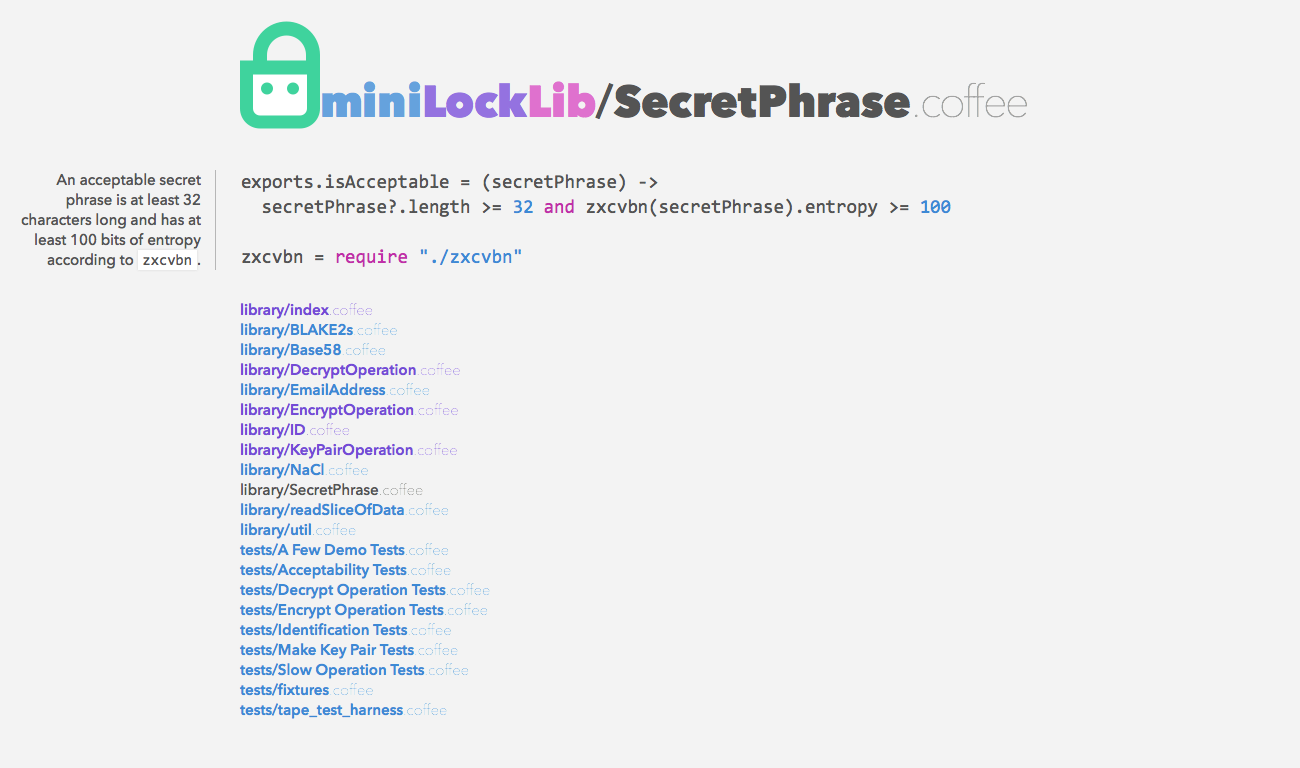 miniLockLib/SecretPhrase.coffee
An acceptable secret
phrase is at least 32
characters long and has at
least 100 bits of entropy
according to zxcvbn.
exports.isAcceptable = (secretPhrase) ->
secretPhrase?.length >= 32 and zxcvbn(secretPhrase).entropy >= 100
zxcvbn = require "./zxcvbn"
library/index.coffee
library/BLAKE2s.coffee
library/Base58.coffee
library/DecryptOperation.coffee
library/EmailAddress.coffee
library/EncryptOperation.coffee
library/ID.coffee
library/KeyPairOperation.coffee
library/NaCl.coffee
library/SecretPhrase.coffee
library/readSliceOfData.coffee
library/util.coffee
tests/A Few Demo Tests.coffee
tests/Acceptability Tests.coffee
tests/Decrypt Operation Tests.coffee
tests/Encrypt Operation Tests.coffee
tests/Identification Tests.coffee
tests/Make Key Pair Tests.coffee
tests/Slow Operation Tests.coffee
tests/fixtures.coffee
tests/tape_test_harness.coffee